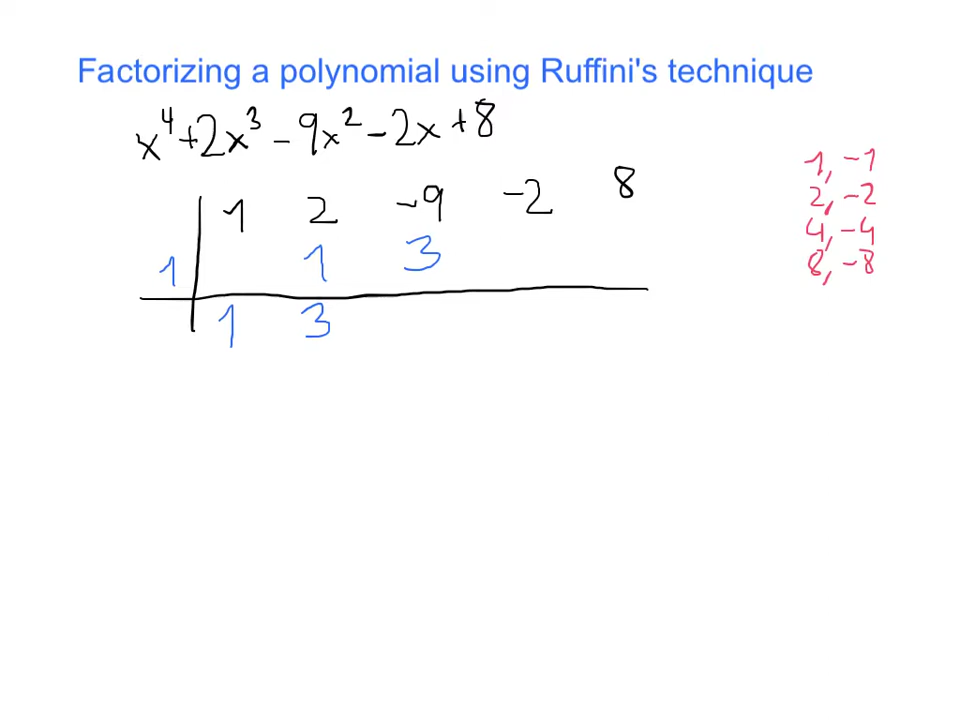 Factorizing a polynomial using Ruffini's technique
x⁴+2x³-9x²-2x+8
1 2 -9 -2 8
1 1 3
1 3
1, -1
2, -2
4, -4
8, -8